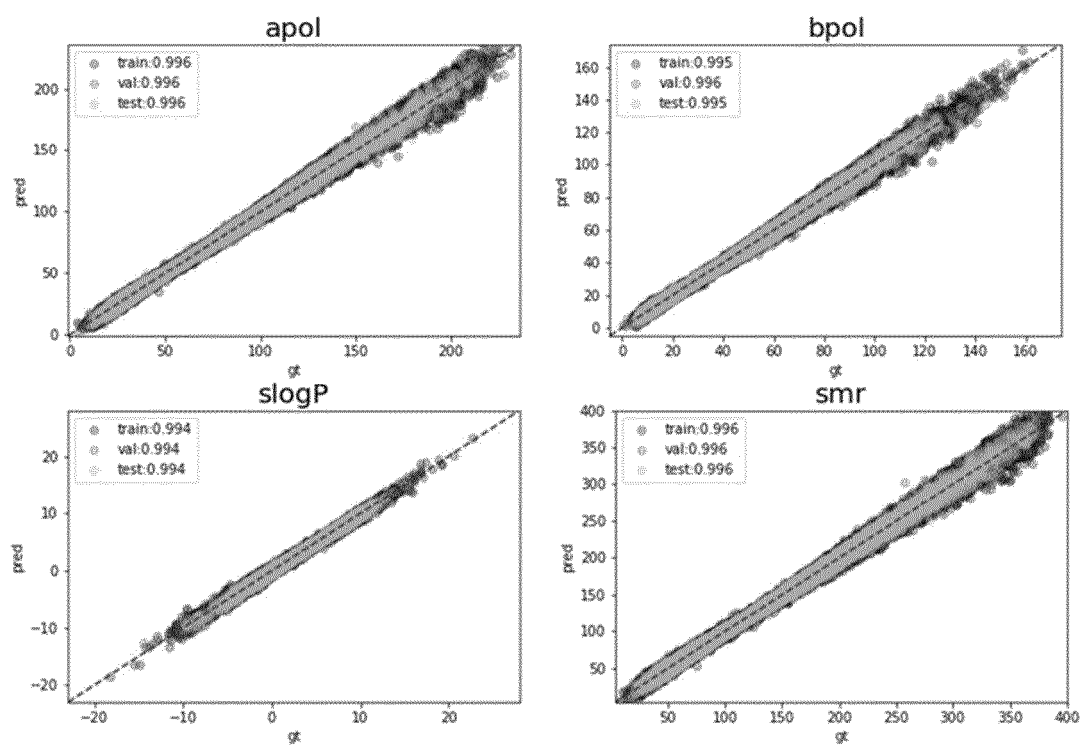 apol
train:0.996
val:0.996
test:0.996
200
150
100
50
0
pred
0 50 100 150 200
gt
bpol
train:0.995
val:0.996
test:0.995
160
140
120
100
80
60
40
20
0
pred
0 20 40 60 80 100 120 140 160
gt
slogP
train:0.994
val:0.994
test:0.994
20
10
0
−10
−20
pred
−20 −10 0 10 20
gt
smr
train:0.996
val:0.996
test:0.996
400
350
300
250
200
150
100
50
pred
50 100 150 200 250 300 350 400
gt